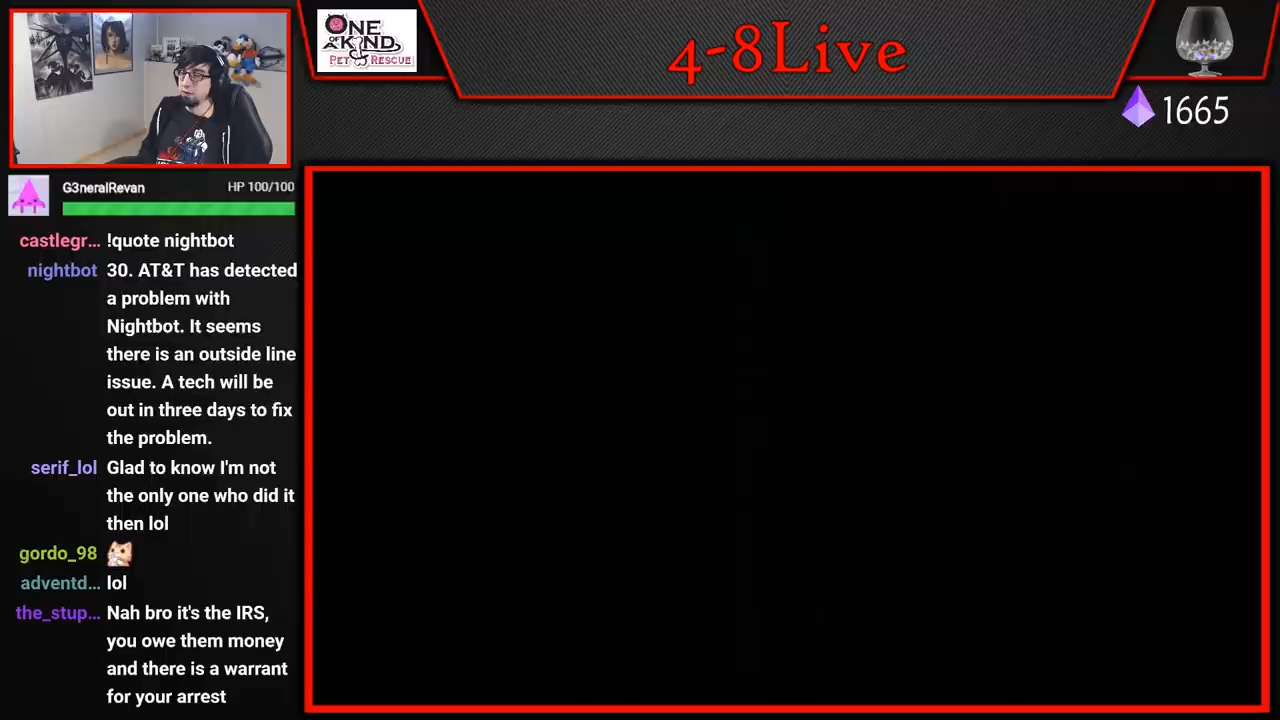 ONE
OF A KIND
PET RESCUE
4-8Live
1665
G3neralRevan
HP 100/100
castlegr... !quote nightbot
nightbot 30. AT&T has detected
a problem with
Nightbot. It seems
there is an outside line
issue. A tech will be
out in three days to fix
the problem.
serif_lol Glad to know I'm not
the only one who did it
then lol
gordo_98
adventd... lol
the_stup... Nah bro it's the IRS,
you owe them money
and there is a warrant
for your arrest